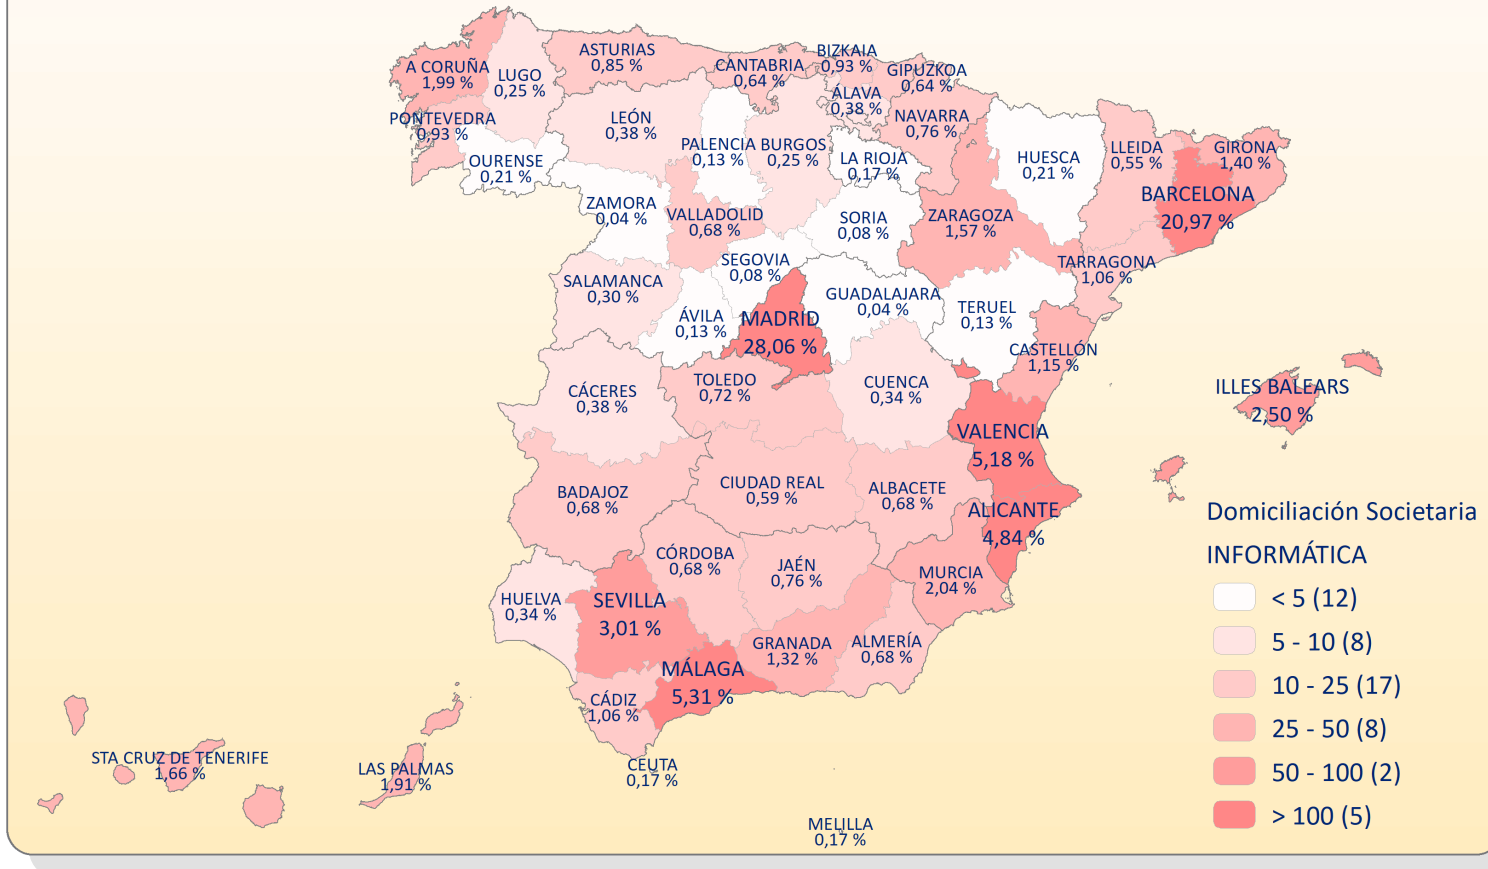 ASTURIAS
0,85 %
CANTABRIA
0,64 %
BIZKAIA
0,93 %
GIPUZKOA
0,64 %
A CORUÑA
1,99 %
LUGO
0,25 %
ÁLAVA
0,38 %
PONTEVEDRA
0,93 %
LEÓN
0,38 %
NAVARRA
0,76 %
OURENSE
0,21 %
PALENCIA
0,13 %
BURGOS
0,25 %
LA RIOJA
0,17 %
HUESCA
0,21 %
LLEIDA
0,55 %
GIRONA
1,40 %
BARCELONA
20,97 %
ZAMORA
0,04 %
VALLADOLID
0,68 %
SORIA
0,08 %
ZARAGOZA
1,57 %
SEGOVIA
0,08 %
TARRAGONA
1,06 %
SALAMANCA
0,30 %
GUADALAJARA
0,04 %
TERUEL
0,13 %
ÁVILA
0,13 %
MADRID
28,06 %
CASTELLÓN
1,15 %
CÁCERES
0,38 %
TOLEDO
0,72 %
CUENCA
0,34 %
ILLES BALEARS
2,50 %
VALENCIA
5,18 %
BADAJOZ
0,68 %
CIUDAD REAL
0,59 %
ALBACETE
0,68 %
ALICANTE
4,84 %
CÓRDOBA
0,68 %
JAÉN
0,76 %
MURCIA
2,04 %
HUELVA
0,34 %
SEVILLA
3,01 %
GRANADA
1,32 %
ALMERÍA
0,68 %
MÁLAGA
5,31 %
CÁDIZ
1,06 %
STA CRUZ DE TENERIFE
1,66 %
LAS PALMAS
1,91 %
CEUTA
0,17 %
MELILLA
0,17 %
Domiciliación Societaria
INFORMÁTICA
< 5 (12)
5 - 10 (8)
10 - 25 (17)
25 - 50 (8)
50 - 100 (2)
> 100 (5)